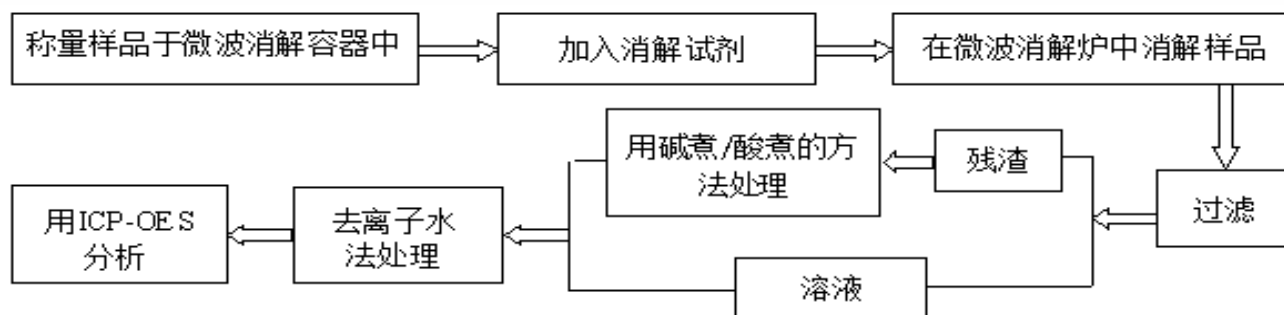 称量样品于微波消解容器中
加入消解试剂
在微波消解炉中消解样品
过滤
残渣
用碱煮/酸煮的方
法处理
溶液
去离子水
法处理
用ICP-OES
分析